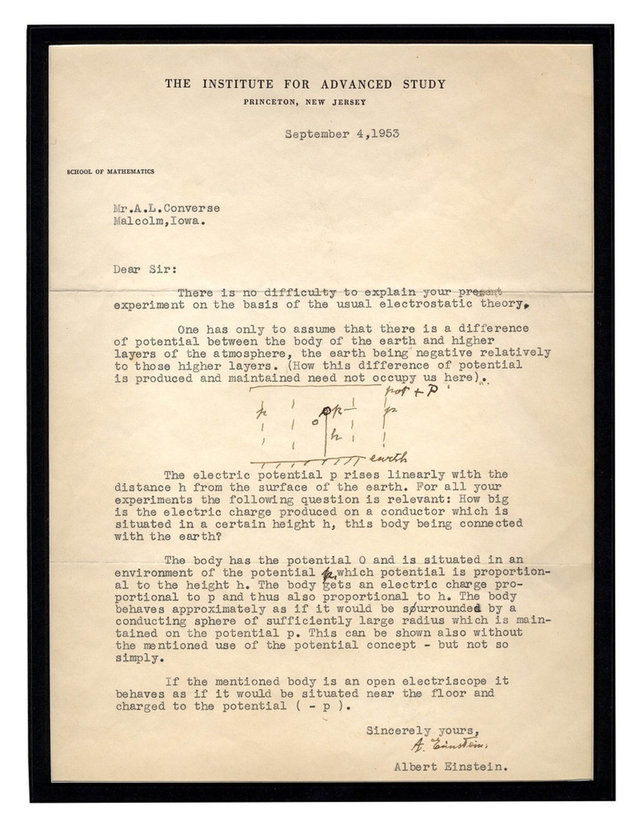 THE INSTITUTE FOR ADVANCED STUDY
PRINCETON, NEW JERSEY
September 4,1953
SCHOOL OF MATHEMATICS
Mr.A.L.Converse
Malcolm,Iowa.
Dear Sir:
There is no difficulty to explain your present
experiment on the basis of the usual electrostatic theory.
One has only to assume that there is a difference
of potential between the body of the earth and higher
layers of the atmosphere, the earth being negative relatively
to those higher layers. (How this difference of potential
is produced and maintained need not occupy us here).
pot + P
p p p
o
h
earth
The electric potential p rises linearly with the
distance h from the surface of the earth. For all your
experiments the following question is relevant: How big
is the electric charge produced on a conductor which is
situated in a certain height h, this body being connected
with the earth?
The body has the potential O and is situated in an
environment of the potential p, which potential is proportion-
al to the height h. The body gets an electric charge pro-
portional to p and thus also proportional to h. The body
behaves approximately as if it would be surrounded by a
conducting sphere of sufficiently large radius which is main-
tained on the potential p. This can be shown also without
the mentioned use of the potential concept - but not so
simply.
If the mentioned body is an open electriscope it
behaves as if it would be situated near the floor and
charged to the potential ( - p ).
Sincerely yours,
A. Einstein.
Albert Einstein.